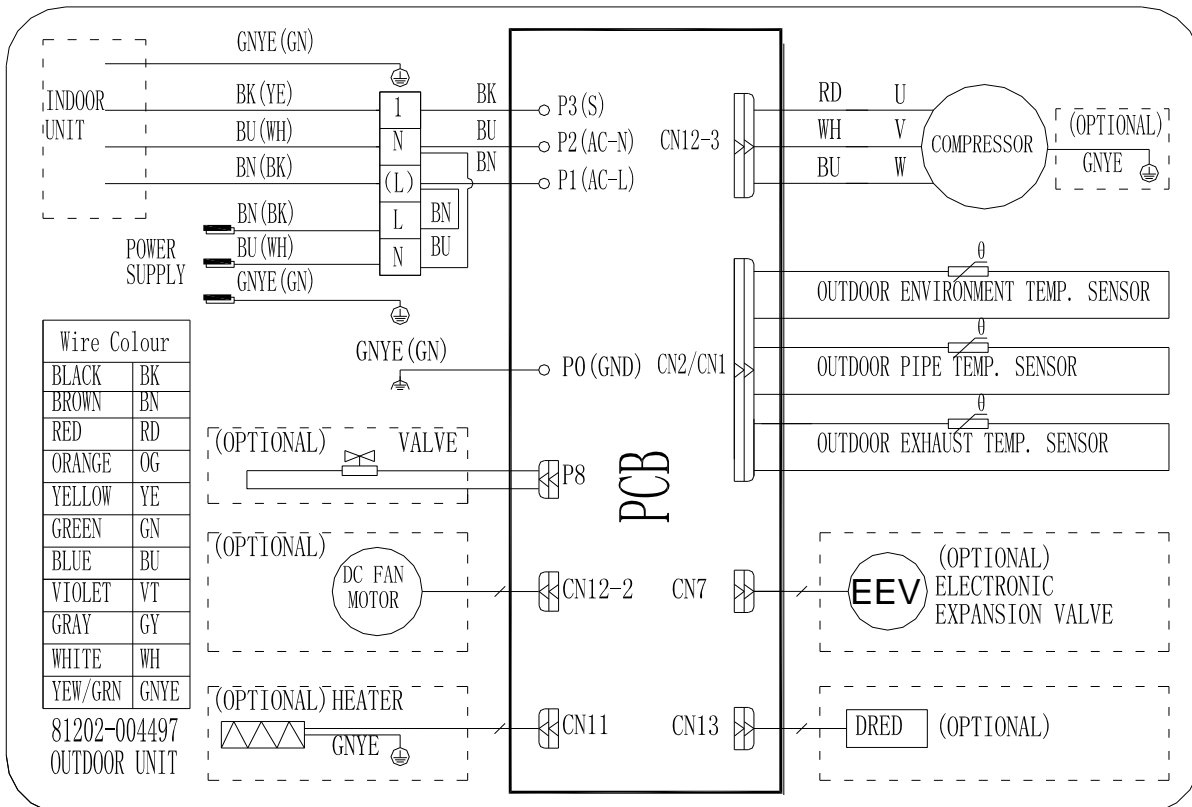 GNYE(GN)
INDOOR
UNIT
BK(YE)
BU(WH)
BN(BK)
1
N
(L)
L
N
BK
BU
BN
BN
BU
BN(BK)
BU(WH)
GNYE(GN)
POWER
SUPPLY
P3(S)
P2(AC-N)
P1(AC-L)
CN12-3
RD U
WH V
BU W
COMPRESSOR
(OPTIONAL)
GNYE
θ
OUTDOOR ENVIRONMENT TEMP. SENSOR
θ
OUTDOOR PIPE TEMP. SENSOR
θ
OUTDOOR EXHAUST TEMP. SENSOR
GNYE(GN)
P0(GND)
CN2/CN1
PCB
Wire Colour
BLACK BK
BROWN BN
RED RD
ORANGE OG
YELLOW YE
GREEN GN
BLUE BU
VIOLET VT
GRAY GY
WHITE WH
YEW/GRN GNYE
81202-004497
OUTDOOR UNIT
(OPTIONAL) VALVE
P8
(OPTIONAL)
DC FAN
MOTOR
CN12-2
CN7
EEV
(OPTIONAL)
ELECTRONIC
EXPANSION VALVE
(OPTIONAL) HEATER
GNYE
CN11
CN13
DRED
(OPTIONAL)